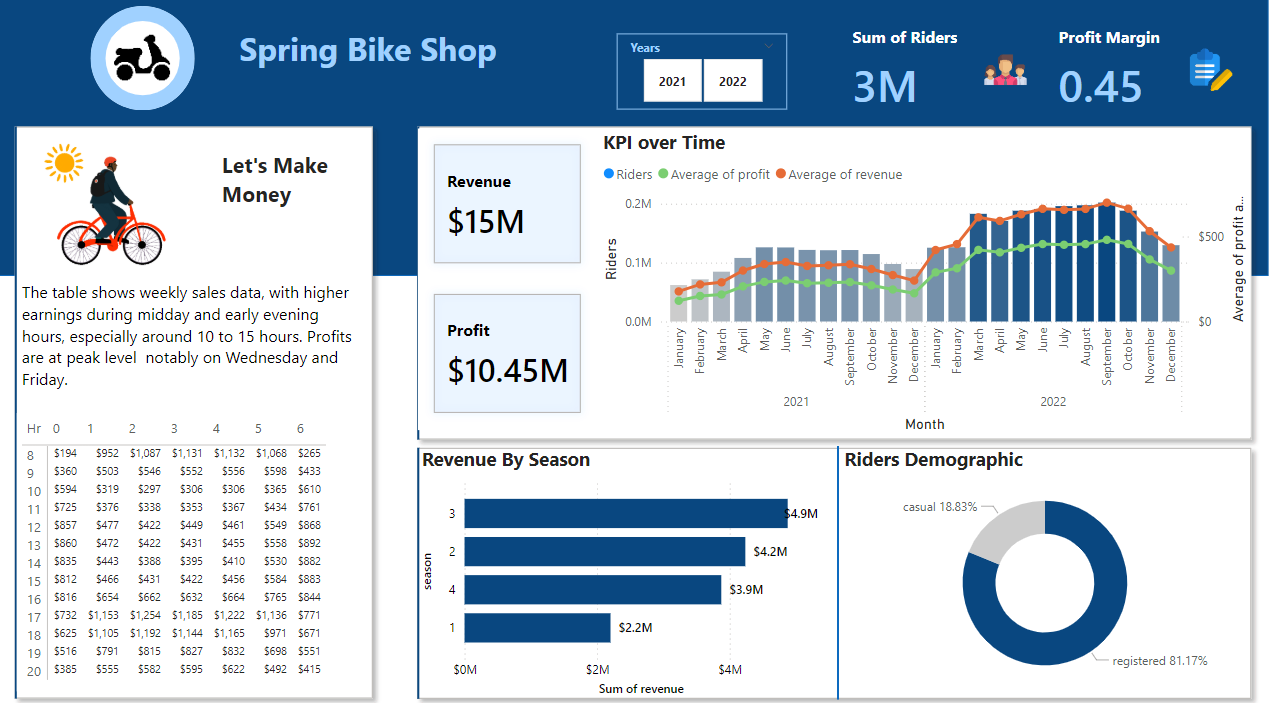 Spring Bike Shop
Years
2021 2022
Sum of Riders
3M
Profit Margin
0.45
Let's Make
Money
The table shows weekly sales data, with higher
earnings during midday and early evening
hours, especially around 10 to 15 hours. Profits
are at peak level notably on Wednesday and
Friday.
Hr 0 1 2 3 4 5 6
8 $194 $952 $1,087 $1,131 $1,132 $1,068 $265
9 $360 $503 $546 $552 $556 $598 $433
10 $594 $319 $297 $306 $306 $365 $610
11 $725 $376 $338 $353 $367 $434 $761
12 $857 $477 $422 $449 $461 $549 $868
13 $860 $472 $422 $431 $455 $558 $892
14 $835 $443 $388 $395 $410 $530 $882
15 $812 $466 $431 $422 $456 $584 $883
16 $816 $654 $662 $632 $664 $765 $844
17 $732 $1,153 $1,254 $1,185 $1,222 $1,136 $771
18 $625 $1,105 $1,192 $1,144 $1,165 $971 $671
19 $516 $791 $815 $827 $832 $698 $551
20 $385 $555 $582 $595 $622 $492 $415
Revenue
$15M
Profit
$10.45M
KPI over Time
Riders Average of profit Average of revenue
Riders
0.2M
0.1M
0.0M
$500
$0
Average of profit a...
January
February
March
April
May
June
July
August
September
October
November
December
January
February
March
April
May
June
July
August
September
October
November
December
2021 2022
Month
Revenue By Season
season
3 $4.9M
2 $4.2M
4 $3.9M
1 $2.2M
$0M $2M $4M
Sum of revenue
Riders Demographic
casual 18.83%
registered 81.17%